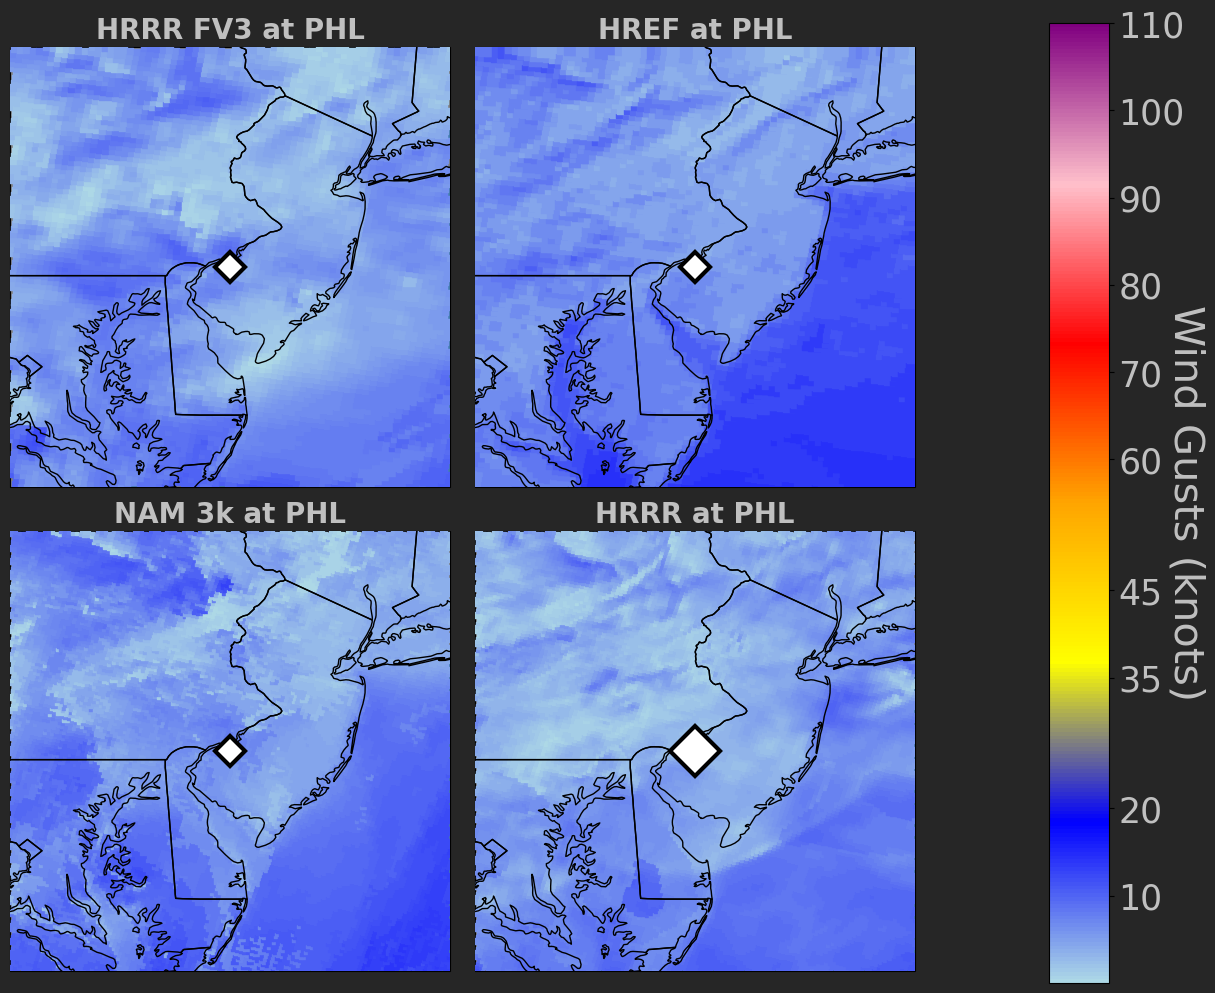 HRRR FV3 at PHL
HREF at PHL
NAM 3k at PHL
HRRR at PHL
110
100
90
80
70
60
45
35
20
10
Wind Gusts (knots)